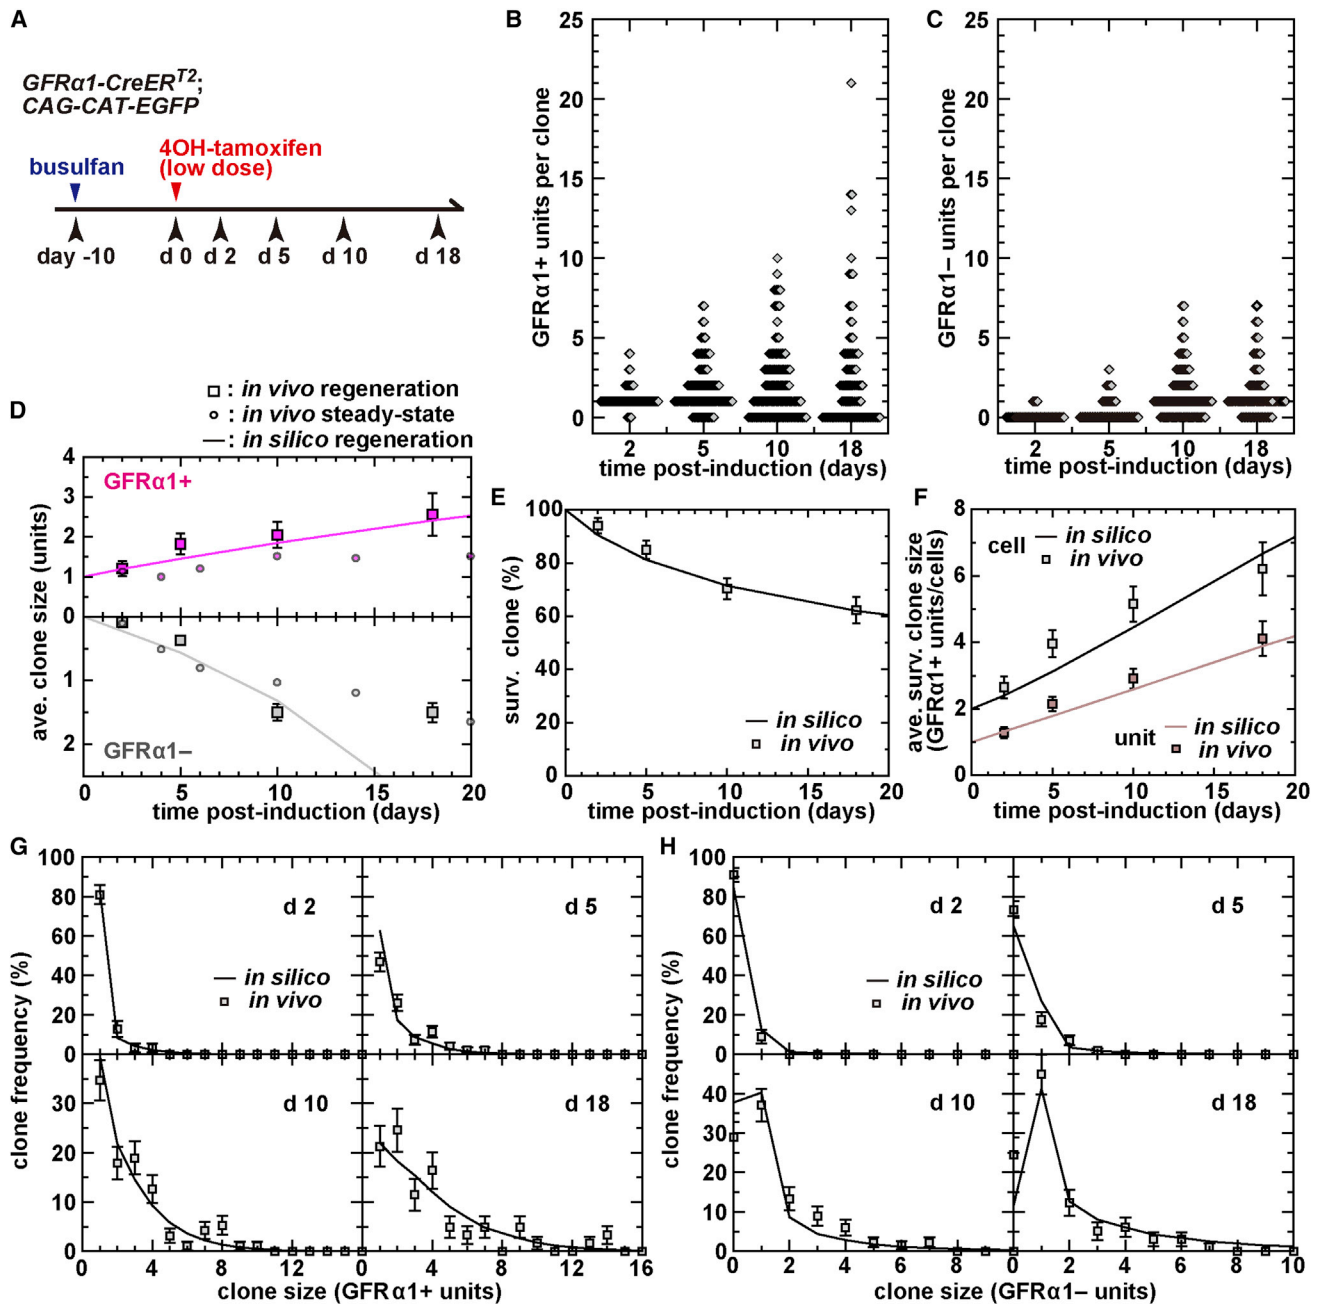 A
GFRα1-CreERT2;
CAG-CAT-EGFP
busulfan
4OH-tamoxifen
(low dose)
day -10
d 0
d 2
d 5
d 10
d 18
B
GFRα1+ units per clone
25
20
15
10
5
0
2
5
10
18
time post-induction (days)
C
GFRα1– units per clone
25
20
15
10
5
0
2
5
10
18
time post-induction (days)
: in vivo regeneration
: in vivo steady-state
: in silico regeneration
D
ave. clone size (units)
4
3
2
1
0
1
2
GFRα1+
GFRα1–
0
5
10
15
20
time post-induction (days)
E
surv. clone (%)
100
80
60
40
20
0
in silico
in vivo
0
5
10
15
20
time post-induction (days)
F
ave. surv. clone size
(GFRα1+ units/cells)
8
6
4
2
0
cell
in silico
in vivo
unit
in silico
in vivo
0
5
10
15
20
time post-induction (days)
G
clone frequency (%)
100
80
60
40
20
0
d 2
in silico
in vivo
d 5
30
20
10
0
d 10
d 18
0
4
8
12
0
4
8
12
16
clone size (GFRα1+ units)
H
clone frequency (%)
100
80
60
40
20
0
d 2
in silico
in vivo
d 5
40
30
20
10
0
d 10
d 18
0
2
4
6
8
0
2
4
6
8
10
clone size (GFRα1– units)